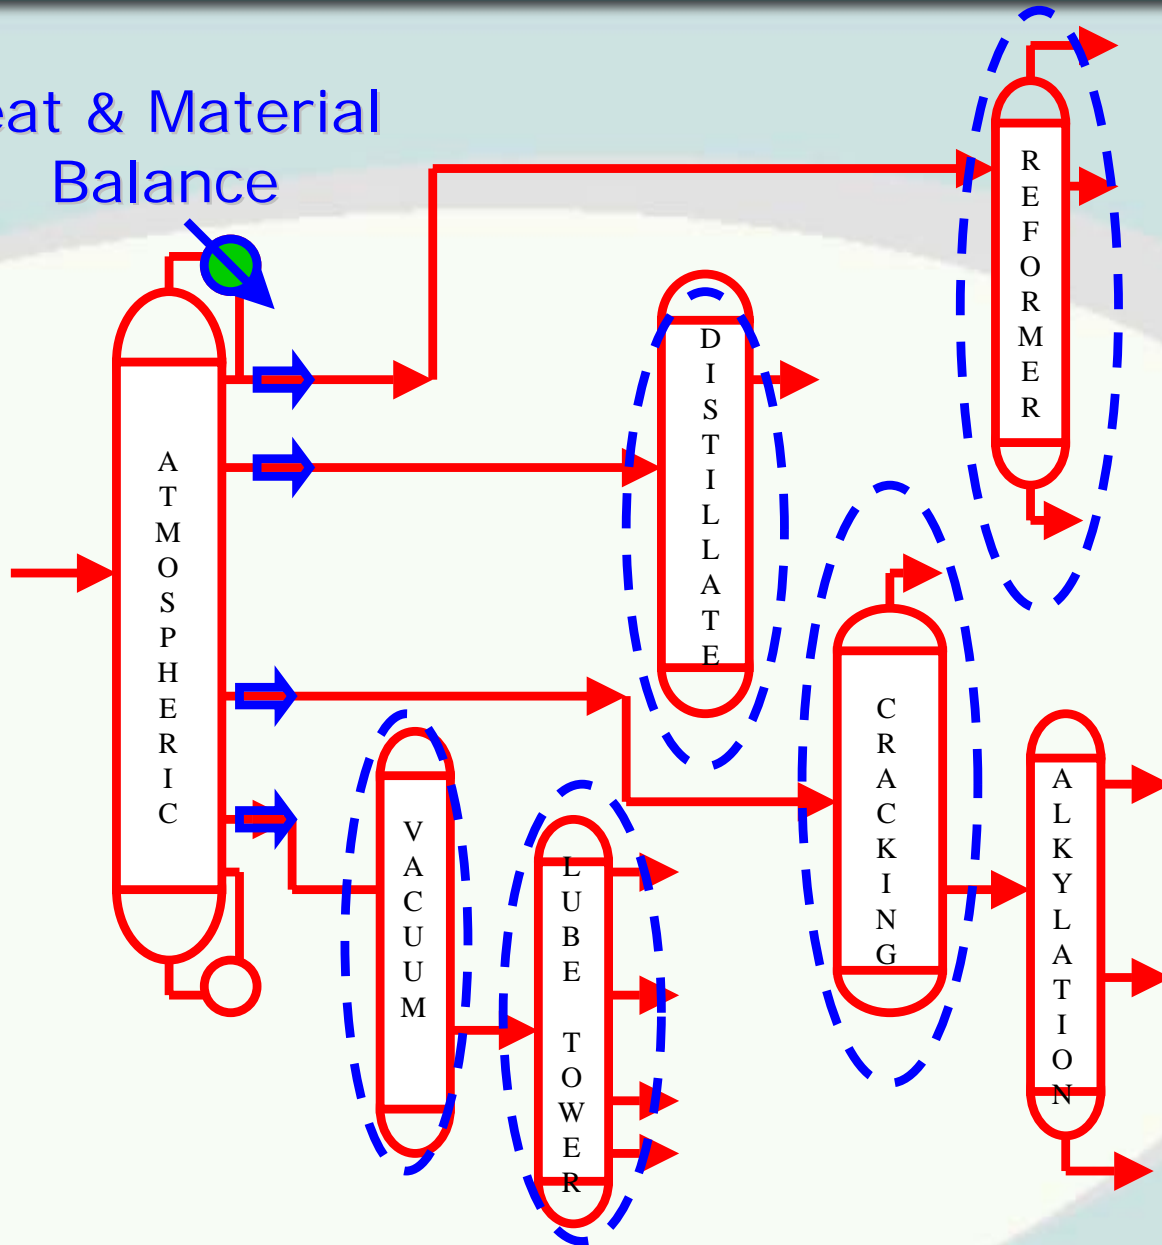 eat & Material
Balance
REFORMER
DISTILLATE
ATMOSPHERIC
CRACKING
VACUUM
LUBE TOWER
ALKYLATION